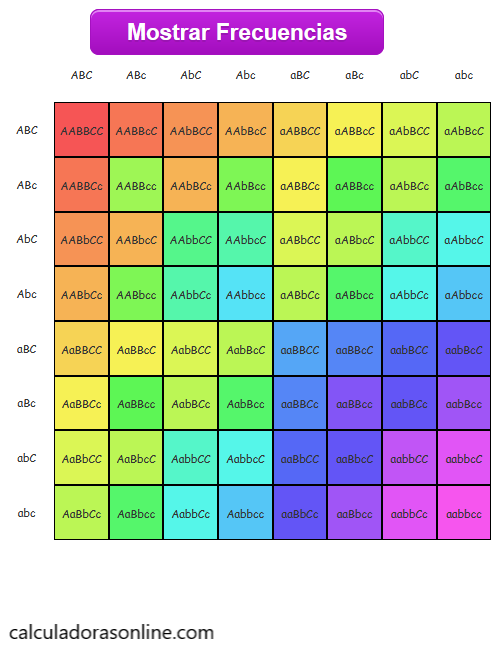 Mostrar Frecuencias
ABC ABc AbC Abc aBC aBc abC abc
ABC AABBCC AABBcC AAbBCC AAbBcC aABBCC aABBcC aAbBCC aAbBcC
ABc AABBCc AABBcc AAbBCc AAbBcc aABBCc aABBcc aAbBCc aAbBcc
AbC AABbCC AABbcC AAbbCC AAbbcC aABbCC aABbcC aAbbCC aAbbcC
Abc AABbCc AABbcc AAbbCc AAbbcc aABbCc aABbcc aAbbCc aAbbcc
aBC AaBBCC AaBBcC AabBCC AabBcC aaBBCC aaBBcC aabBCC aabBcC
aBc AaBBCc AaBBcc AabBCc AabBcc aaBBCc aaBBcc aabBCc aabBcc
abC AaBbCC AaBbcC AabbCC AabbcC aaBbCC aaBbcC aabbCC aabbcC
abc AaBbCc AaBbcc AabbCc Aabbcc aaBbCc aaBbcc aabbCc aabbcc
calculadorasonline.com